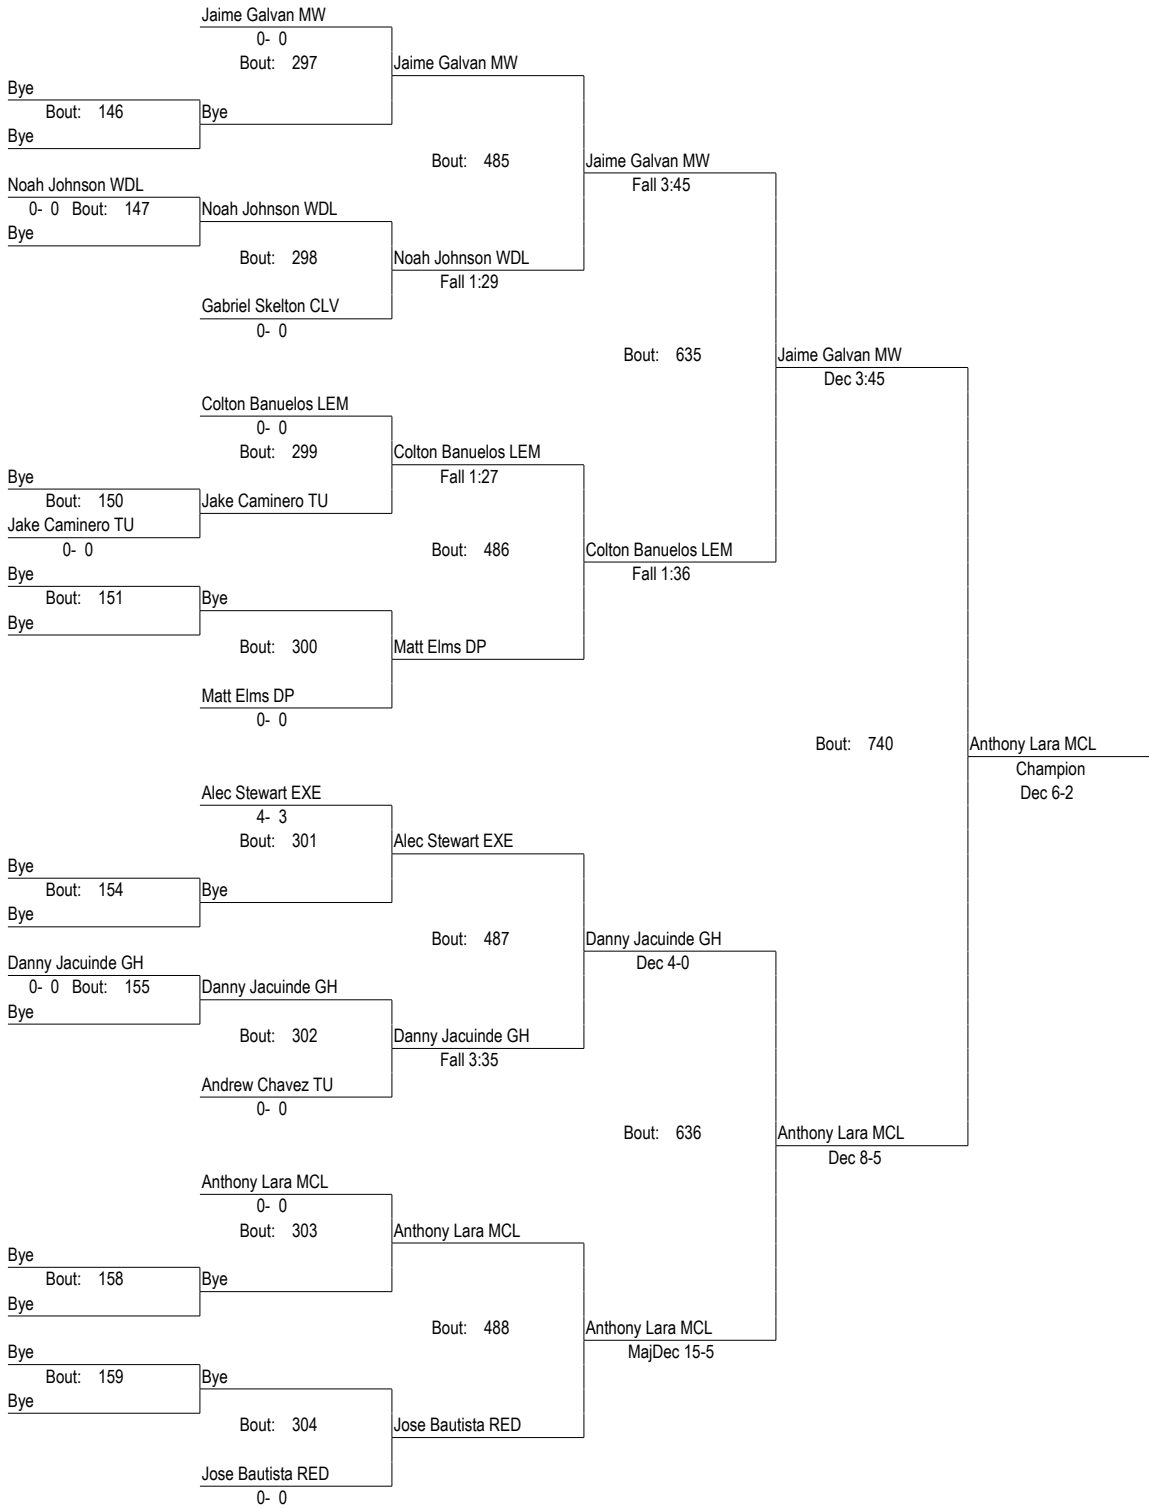 Jaime Galvan MW
0- 0
Bout: 297
Jaime Galvan MW
Bye
Bout: 146
Bye
Bye
Bout: 485
Jaime Galvan MW
Fall 3:45
Noah Johnson WDL
0- 0 Bout: 147
Noah Johnson WDL
Bye
Bout: 298
Noah Johnson WDL
Fall 1:29
Gabriel Skelton CLV
0- 0
Bout: 635
Jaime Galvan MW
Dec 3:45
Colton Banuelos LEM
0- 0
Bout: 299
Colton Banuelos LEM
Fall 1:27
Bye
Bout: 150
Jake Caminero TU
Jake Caminero TU
0- 0
Bout: 486
Colton Banuelos LEM
Fall 1:36
Bye
Bout: 151
Bye
Bye
Bout: 300
Matt Elms DP
Matt Elms DP
0- 0
Bout: 740
Anthony Lara MCL
Champion
Dec 6-2
Alec Stewart EXE
4- 3
Bout: 301
Alec Stewart EXE
Bye
Bout: 154
Bye
Bye
Bout: 487
Danny Jacuinde GH
Dec 4-0
Danny Jacuinde GH
0- 0 Bout: 155
Danny Jacuinde GH
Bye
Bout: 302
Danny Jacuinde GH
Fall 3:35
Andrew Chavez TU
0- 0
Bout: 636
Anthony Lara MCL
Dec 8-5
Anthony Lara MCL
0- 0
Bout: 303
Anthony Lara MCL
Bye
Bout: 158
Bye
Bye
Bout: 488
Anthony Lara MCL
MajDec 15-5
Bye
Bout: 159
Bye
Bye
Bout: 304
Jose Bautista RED
Jose Bautista RED
0- 0